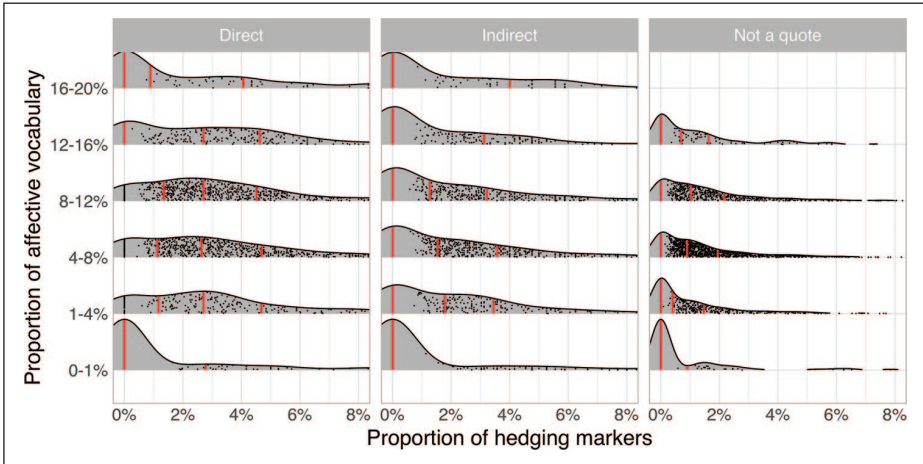 Direct
Indirect
Not a quote
Proportion of affective vocabulary
16-20%
12-16%
8-12%
4-8%
1-4%
0-1%
0% 2% 4% 6% 8%
0% 2% 4% 6% 8%
0% 2% 4% 6% 8%
Proportion of hedging markers